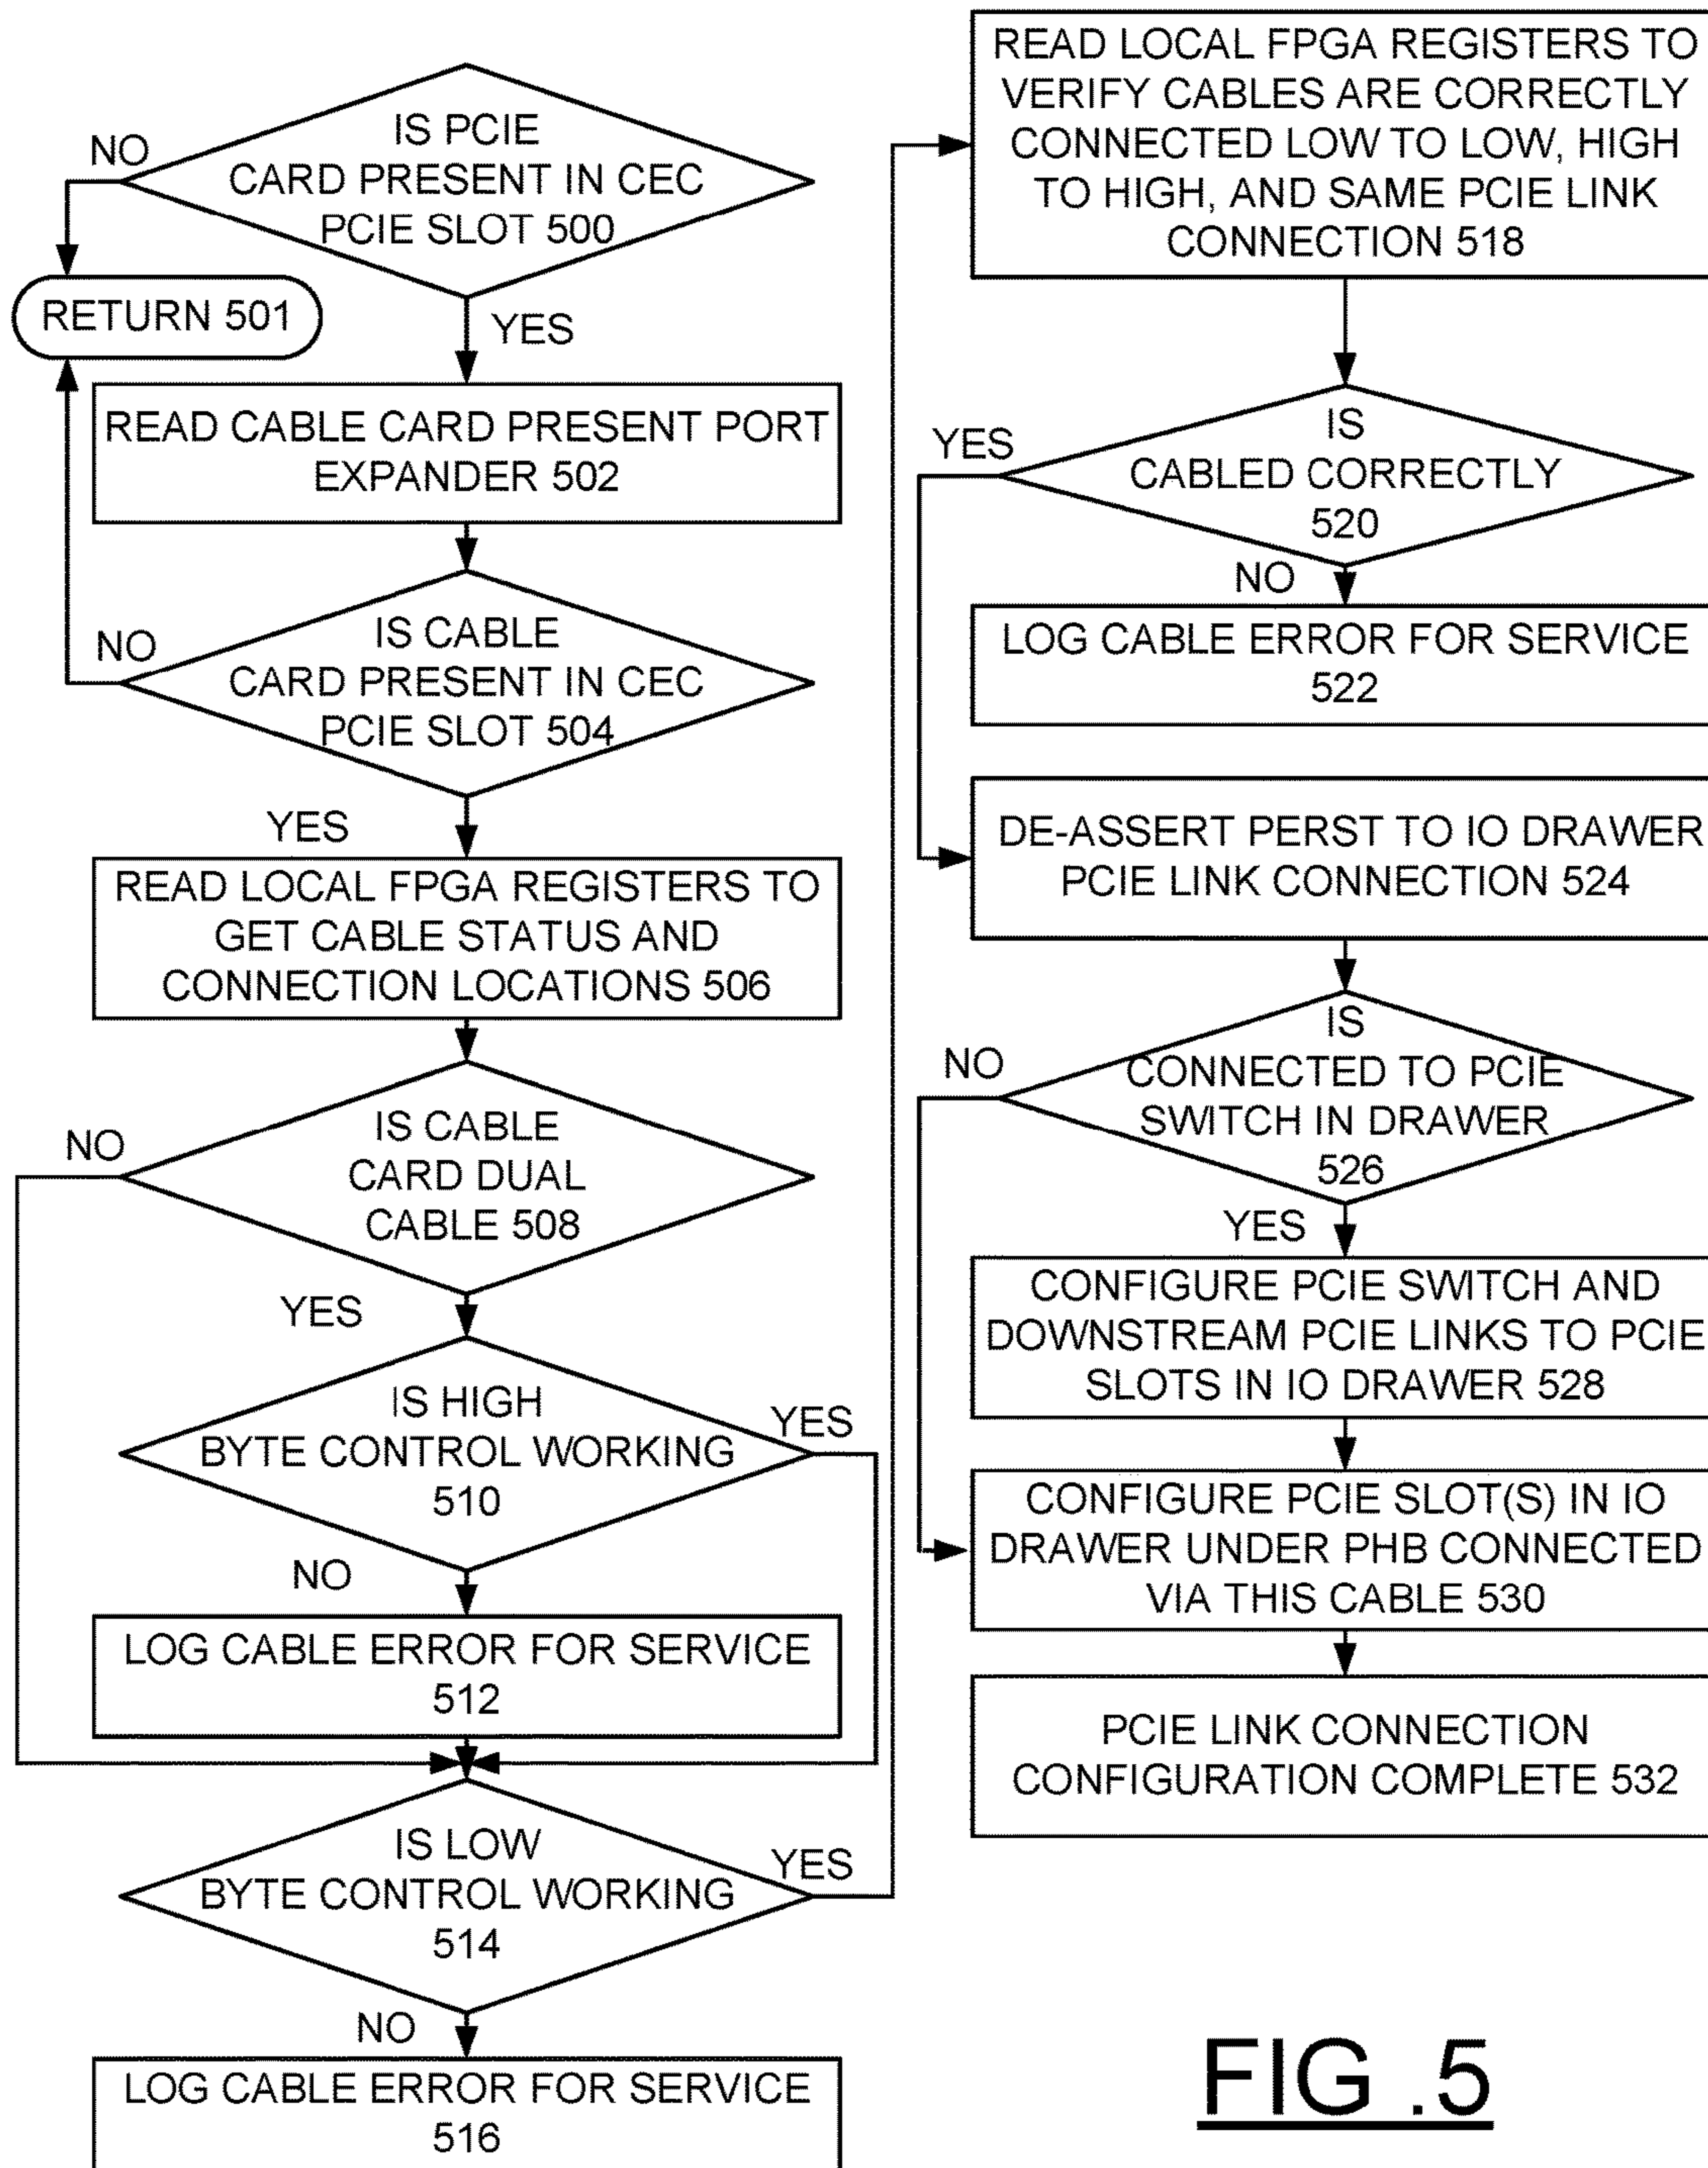 IS PCIE
CARD PRESENT IN CEC
PCIE SLOT 500
NO
RETURN 501
YES
READ CABLE CARD PRESENT PORT
EXPANDER 502
IS CABLE
CARD PRESENT IN CEC
PCIE SLOT 504
NO
YES
READ LOCAL FPGA REGISTERS TO
GET CABLE STATUS AND
CONNECTION LOCATIONS 506
IS CABLE
CARD DUAL
CABLE 508
NO
YES
IS HIGH
BYTE CONTROL WORKING
510
YES
NO
LOG CABLE ERROR FOR SERVICE
512
IS LOW
BYTE CONTROL WORKING
514
YES
NO
LOG CABLE ERROR FOR SERVICE
516
READ LOCAL FPGA REGISTERS TO
VERIFY CABLES ARE CORRECTLY
CONNECTED LOW TO LOW, HIGH
TO HIGH, AND SAME PCIE LINK
CONNECTION 518
IS
CABLED CORRECTLY
520
YES
NO
LOG CABLE ERROR FOR SERVICE
522
DE-ASSERT PERST TO IO DRAWER
PCIE LINK CONNECTION 524
IS
CONNECTED TO PCIE
SWITCH IN DRAWER
526
NO
YES
CONFIGURE PCIE SWITCH AND
DOWNSTREAM PCIE LINKS TO PCIE
SLOTS IN IO DRAWER 528
CONFIGURE PCIE SLOT(S) IN IO
DRAWER UNDER PHB CONNECTED
VIA THIS CABLE 530
PCIE LINK CONNECTION
CONFIGURATION COMPLETE 532
FIG .5